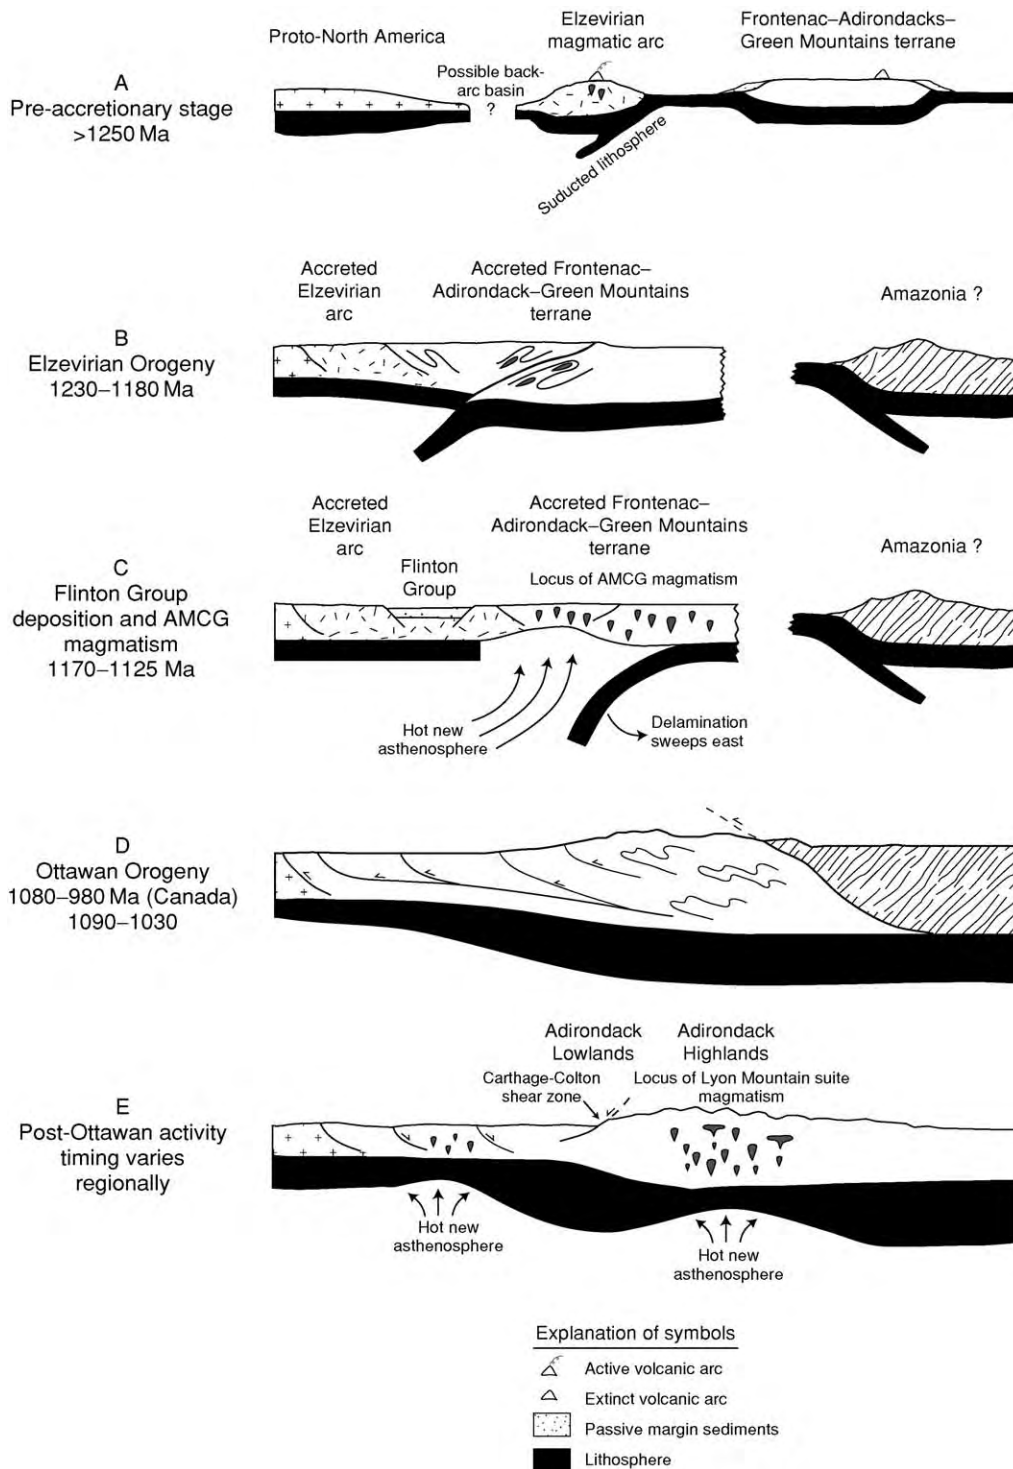 A
Pre-accretionary stage
>1250 Ma
Proto-North America
Possible back-
arc basin
?
Elzevirian
magmatic arc
Frontenac–Adirondacks–
Green Mountains terrane
Suducted lithosphere
B
Elzevirian Orogeny
1230–1180 Ma
Accreted
Elzevirian
arc
Accreted Frontenac–
Adirondack–Green Mountains
terrane
Amazonia ?
C
Flinton Group
deposition and AMCG
magmatism
1170–1125 Ma
Accreted
Elzevirian
arc
Flinton
Group
Accreted Frontenac–
Adirondack–Green Mountains
terrane
Locus of AMCG magmatism
Amazonia ?
Hot new
asthenosphere
Delamination
sweeps east
D
Ottawan Orogeny
1080–980 Ma (Canada)
1090–1030
E
Post-Ottawan activity
timing varies
regionally
Adirondack
Lowlands
Adirondack
Highlands
Carthage-Colton
shear zone
Locus of Lyon Mountain suite
magmatism
Hot new
asthenosphere
Hot new
asthenosphere
Explanation of symbols
Active volcanic arc
Extinct volcanic arc
Passive margin sediments
Lithosphere